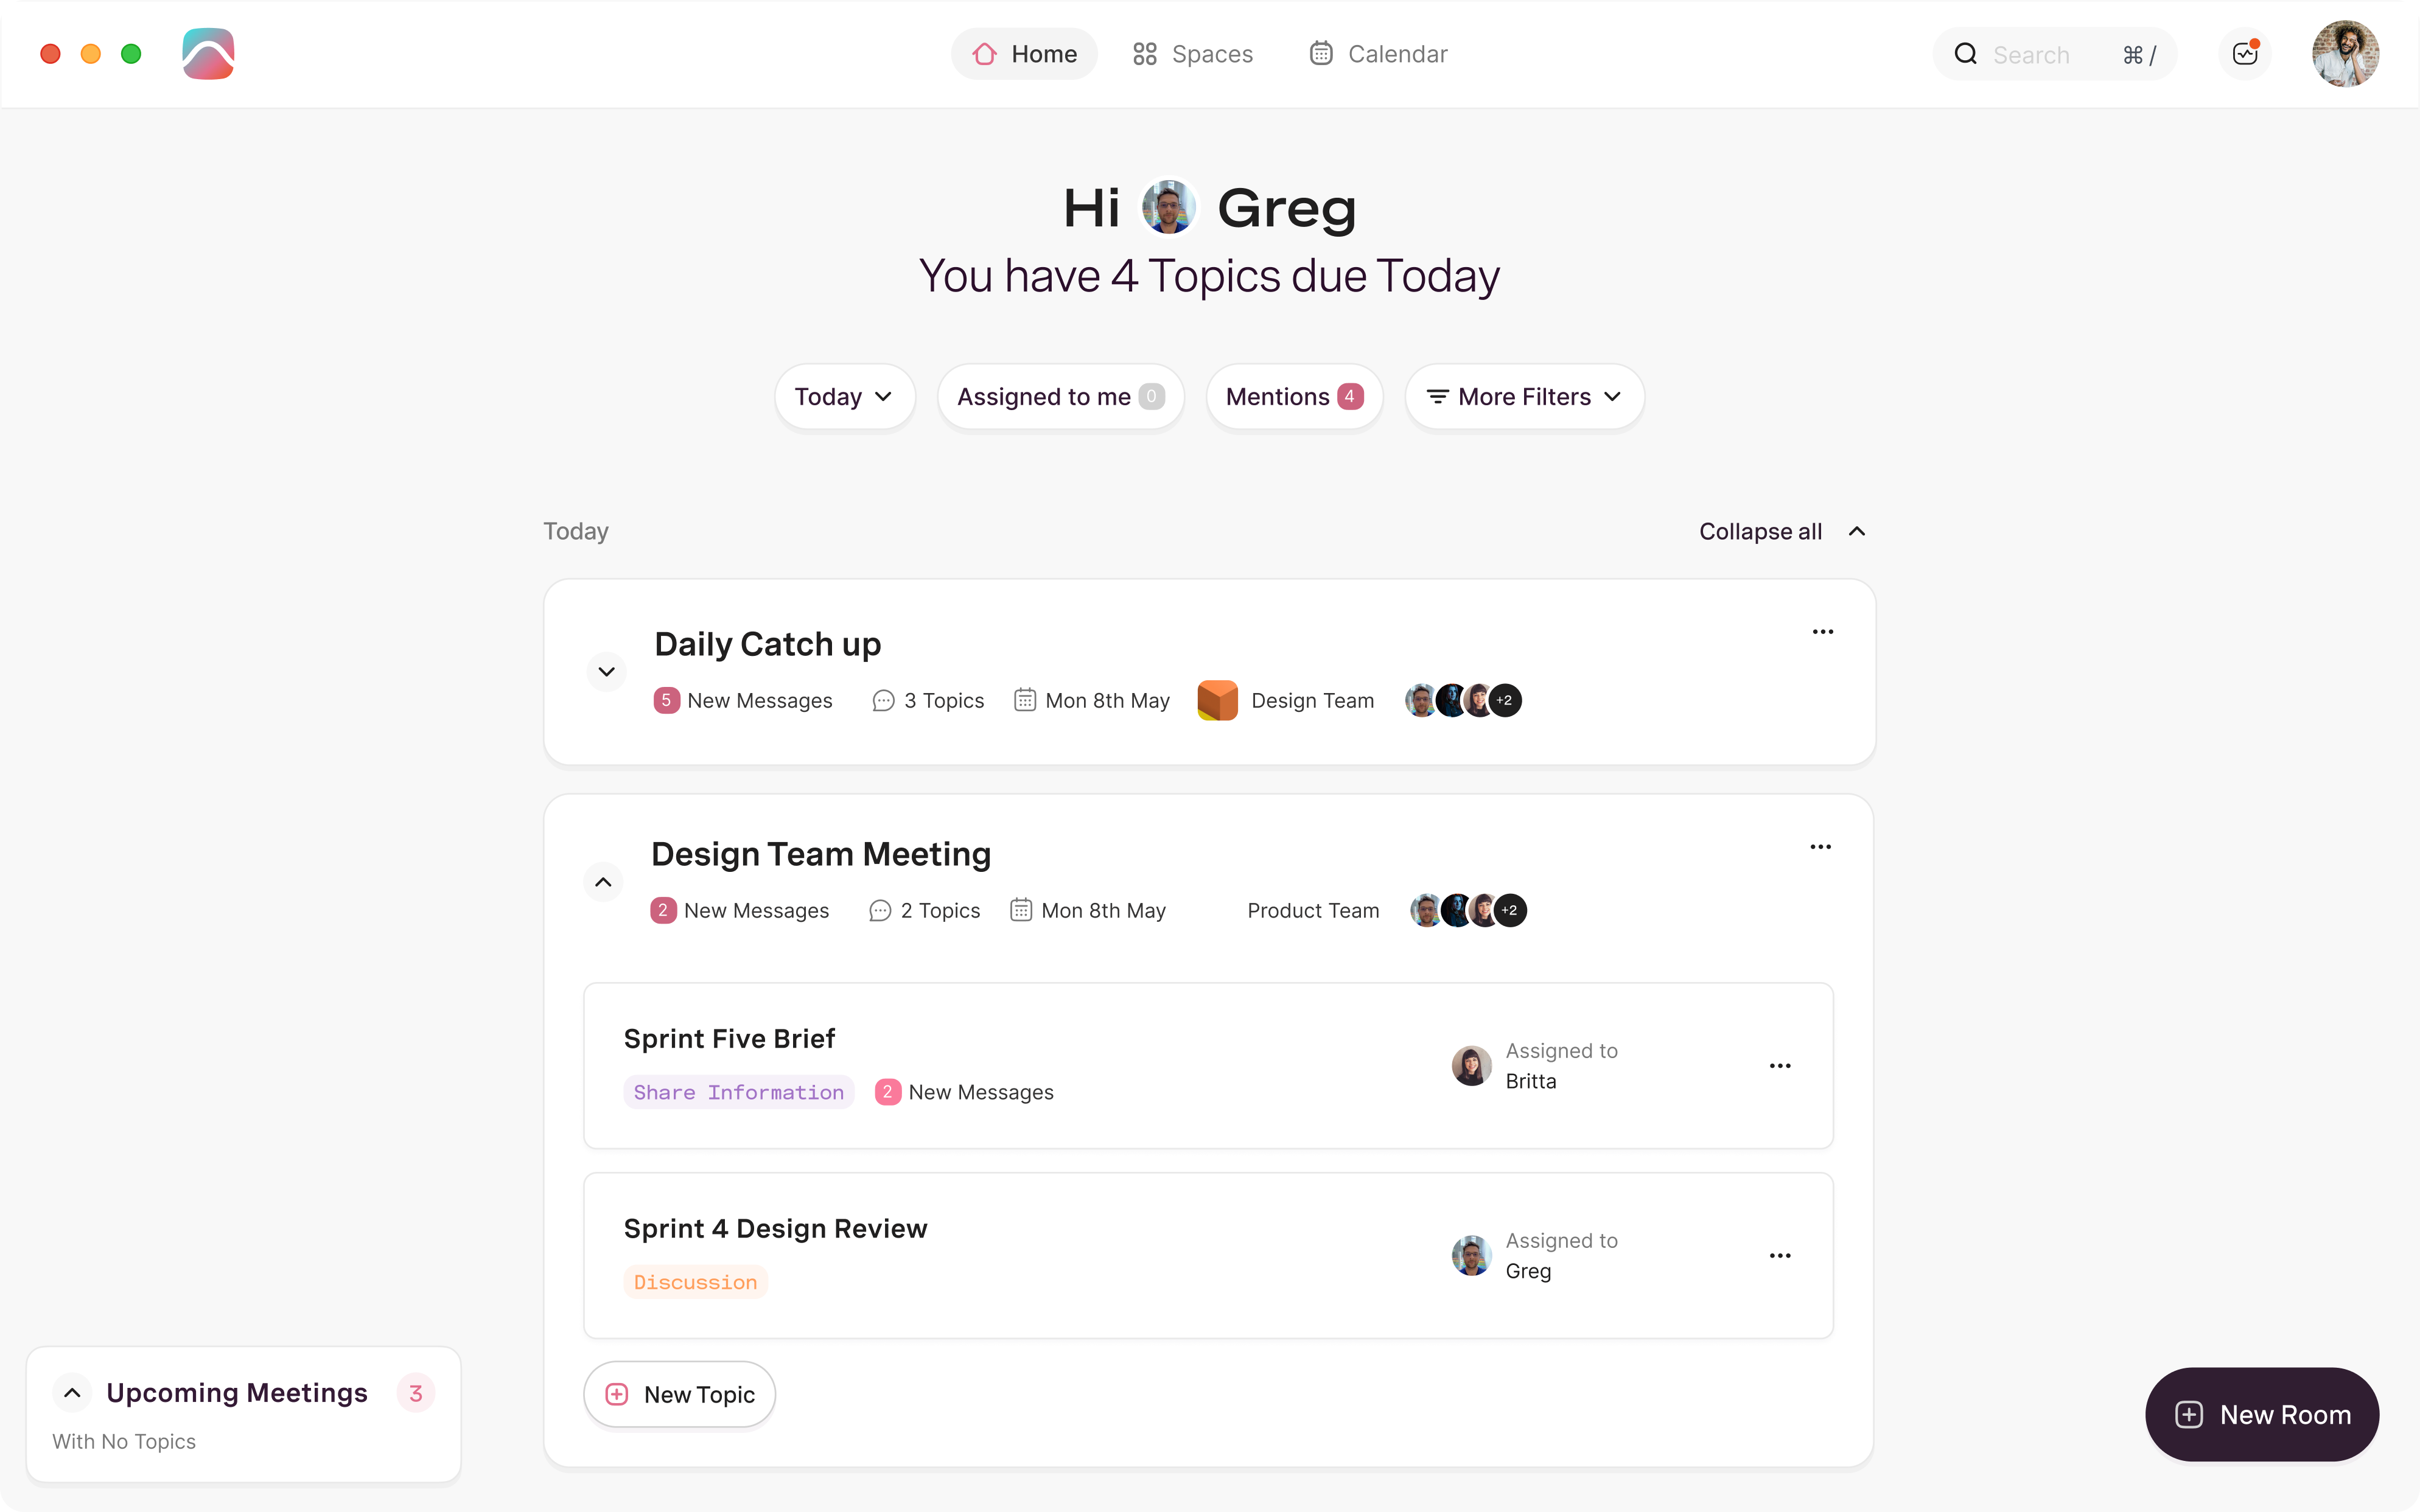 Home
Spaces
Calendar
Search ⌘ /
Hi Greg
You have 4 Topics due Today
Today
Assigned to me 0
Mentions 4
More Filters
Today
Collapse all
Daily Catch up
5 New Messages 3 Topics Mon 8th May Design Team +2
Design Team Meeting
2 New Messages 2 Topics Mon 8th May Product Team +2
Sprint Five Brief
Share Information 2 New Messages
Assigned to
Britta
Sprint 4 Design Review
Discussion
Assigned to
Greg
New Topic
Upcoming Meetings 3
With No Topics
New Room